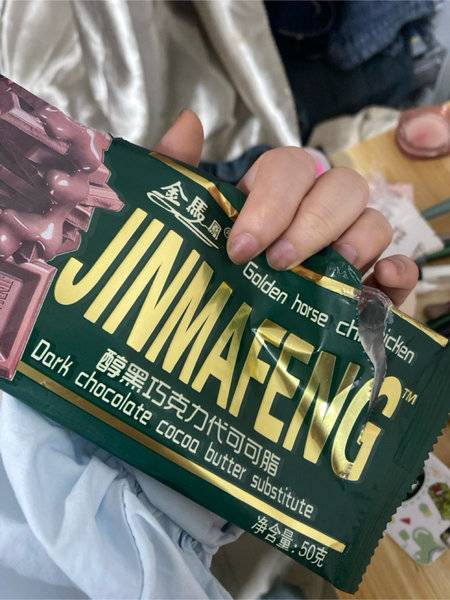 金馬鳳®
Golden horse chicken
JINMAFENG™
醇黑巧克力代可可脂
Dark chocolate cocoa butter substitute
净含量:50克